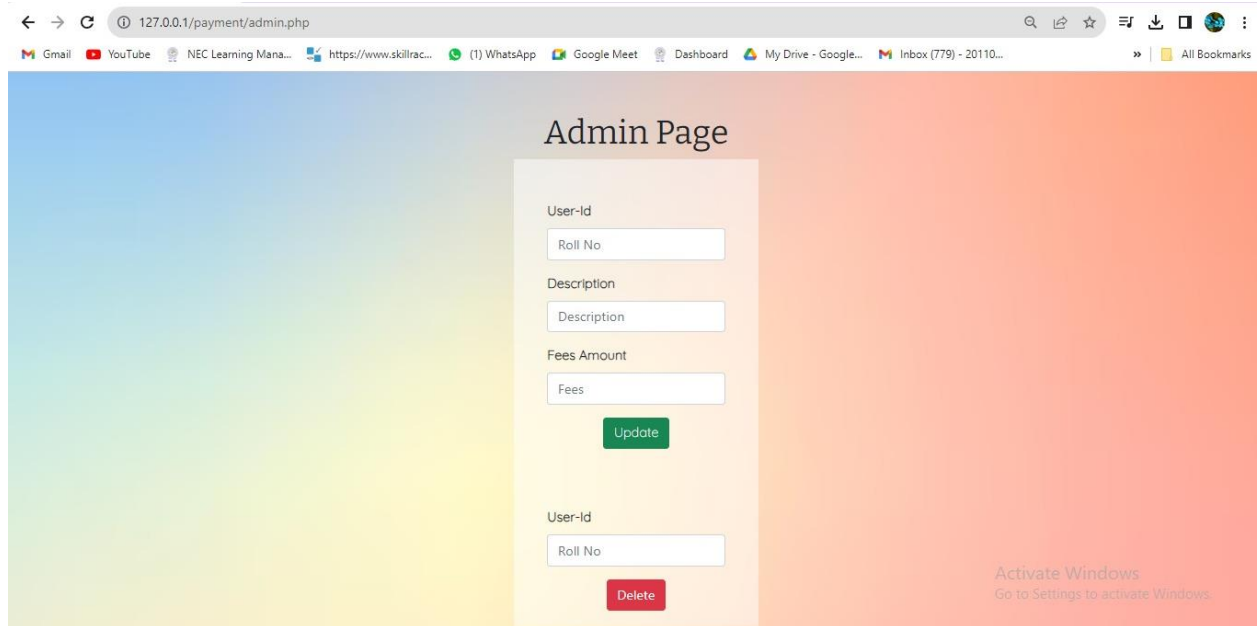 127.0.0.1/payment/admin.php
Gmail YouTube NEC Learning Mana... https://www.skillrac... (1) WhatsApp Google Meet Dashboard My Drive - Google... Inbox (779) - 20110... » All Bookmarks
Admin Page
User-Id
Roll No
Description
Description
Fees Amount
Fees
Update
User-Id
Roll No
Delete
Activate Windows
Go to Settings to activate Windows.